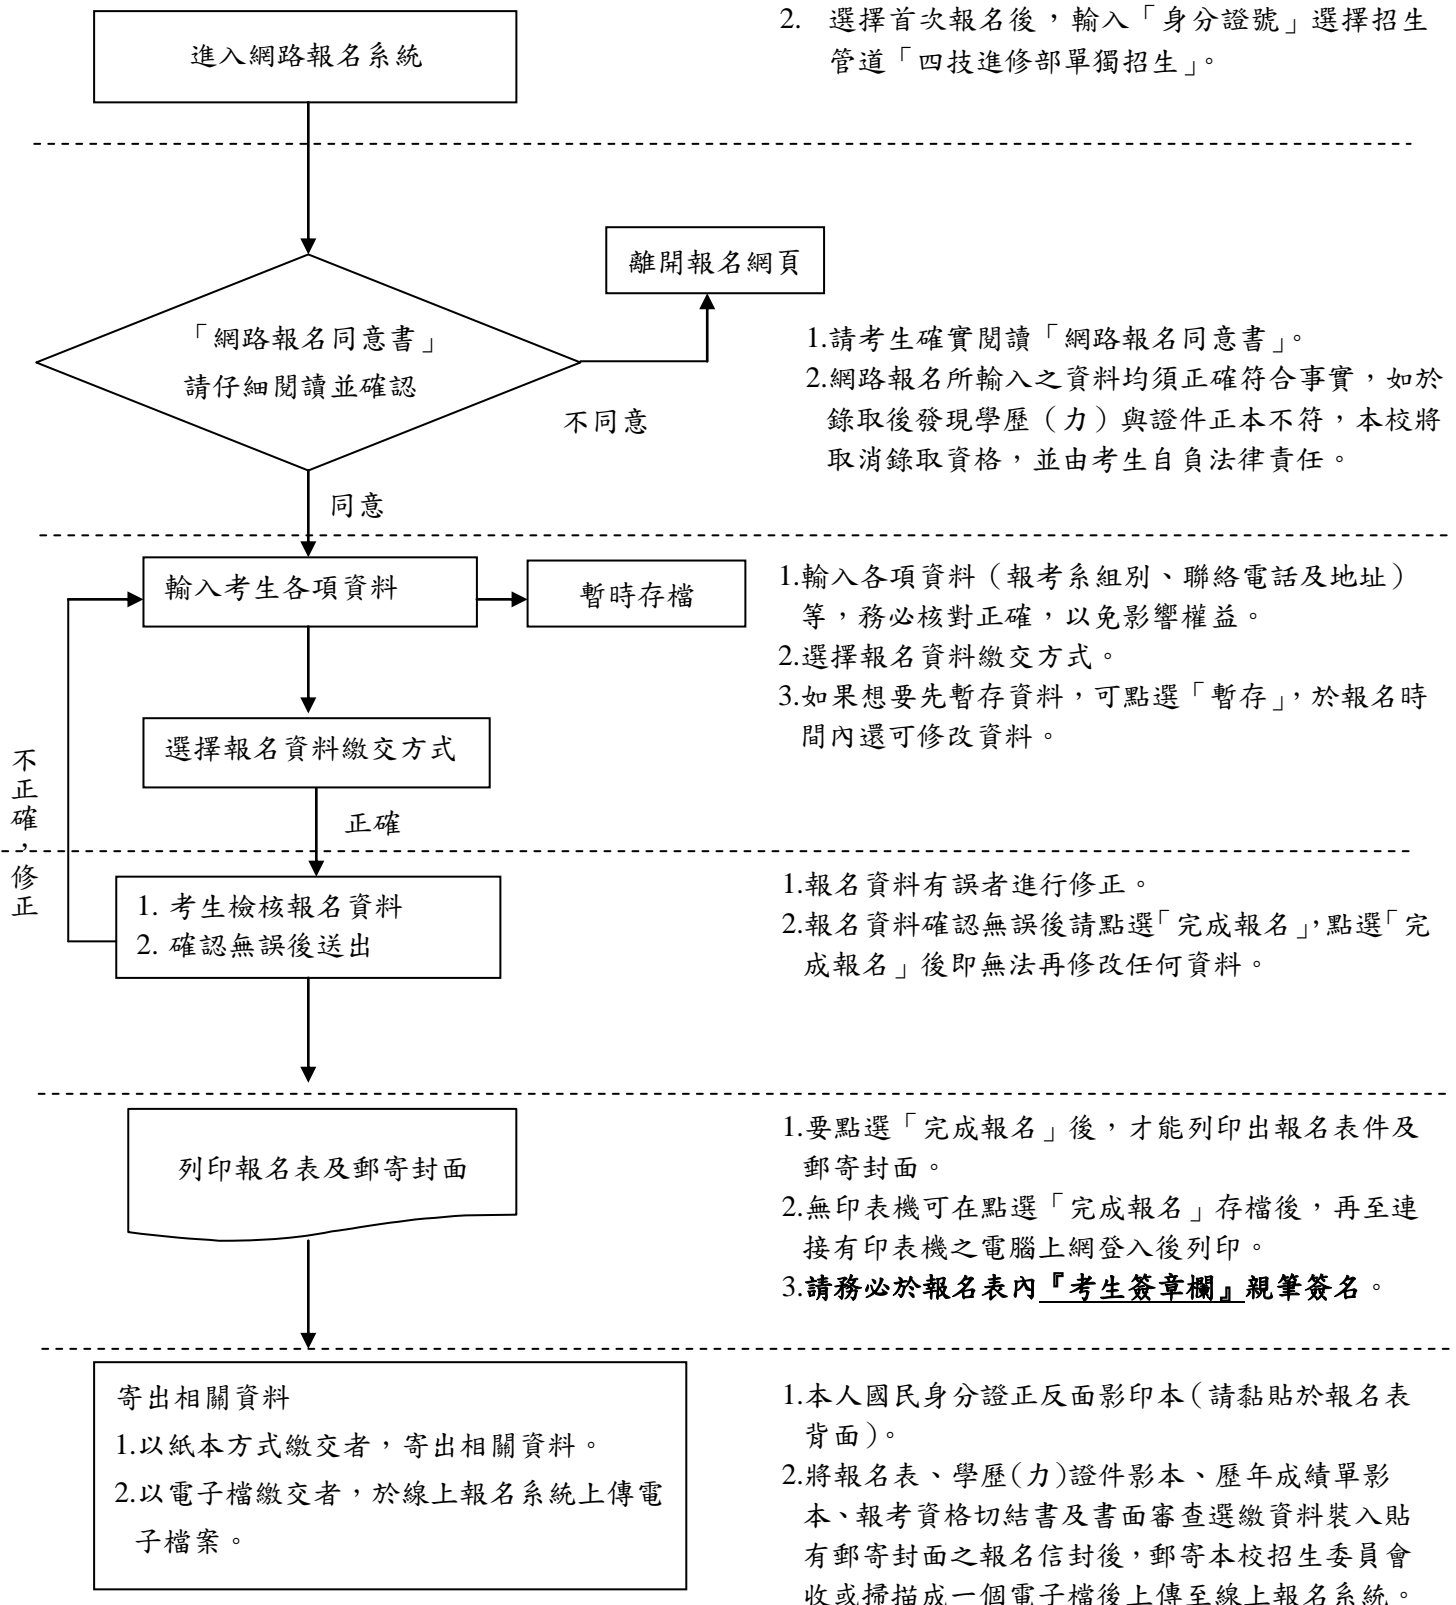 進入網路報名系統
2. 選擇首次報名後，輸入「身分證號」選擇招生
管道「四技進修部單獨招生」。
離開報名網頁
「網路報名同意書」
請仔細閱讀並確認
不同意
同意
1.請考生確實閱讀「網路報名同意書」。
2.網路報名所輸入之資料均須正確符合事實，如於
錄取後發現學歷（力）與證件正本不符，本校將
取消錄取資格，並由考生自負法律責任。
輸入考生各項資料
暫時存檔
選擇報名資料繳交方式
正確
不正確，修正
1.輸入各項資料（報考系組別、聯絡電話及地址）
等，務必核對正確，以免影響權益。
2.選擇報名資料繳交方式。
3.如果想要先暫存資料，可點選「暫存」，於報名時
間內還可修改資料。
1. 考生檢核報名資料
2. 確認無誤後送出
1.報名資料有誤者進行修正。
2.報名資料確認無誤後請點選「完成報名」，點選「完
成報名」後即無法再修改任何資料。
列印報名表及郵寄封面
1.要點選「完成報名」後，才能列印出報名表件及
郵寄封面。
2.無印表機可在點選「完成報名」存檔後，再至連
接有印表機之電腦上網登入後列印。
3.請務必於報名表內『考生簽章欄』親筆簽名。
寄出相關資料
1.以紙本方式繳交者，寄出相關資料。
2.以電子檔繳交者，於線上報名系統上傳電
子檔案。
1.本人國民身分證正反面影印本(請黏貼於報名表
背面)。
2.將報名表、學歷(力)證件影本、歷年成績單影
本、報考資格切結書及書面審查選繳資料裝入貼
有郵寄封面之報名信封後，郵寄本校招生委員會
收或掃描成一個電子檔後上傳至線上報名系統。